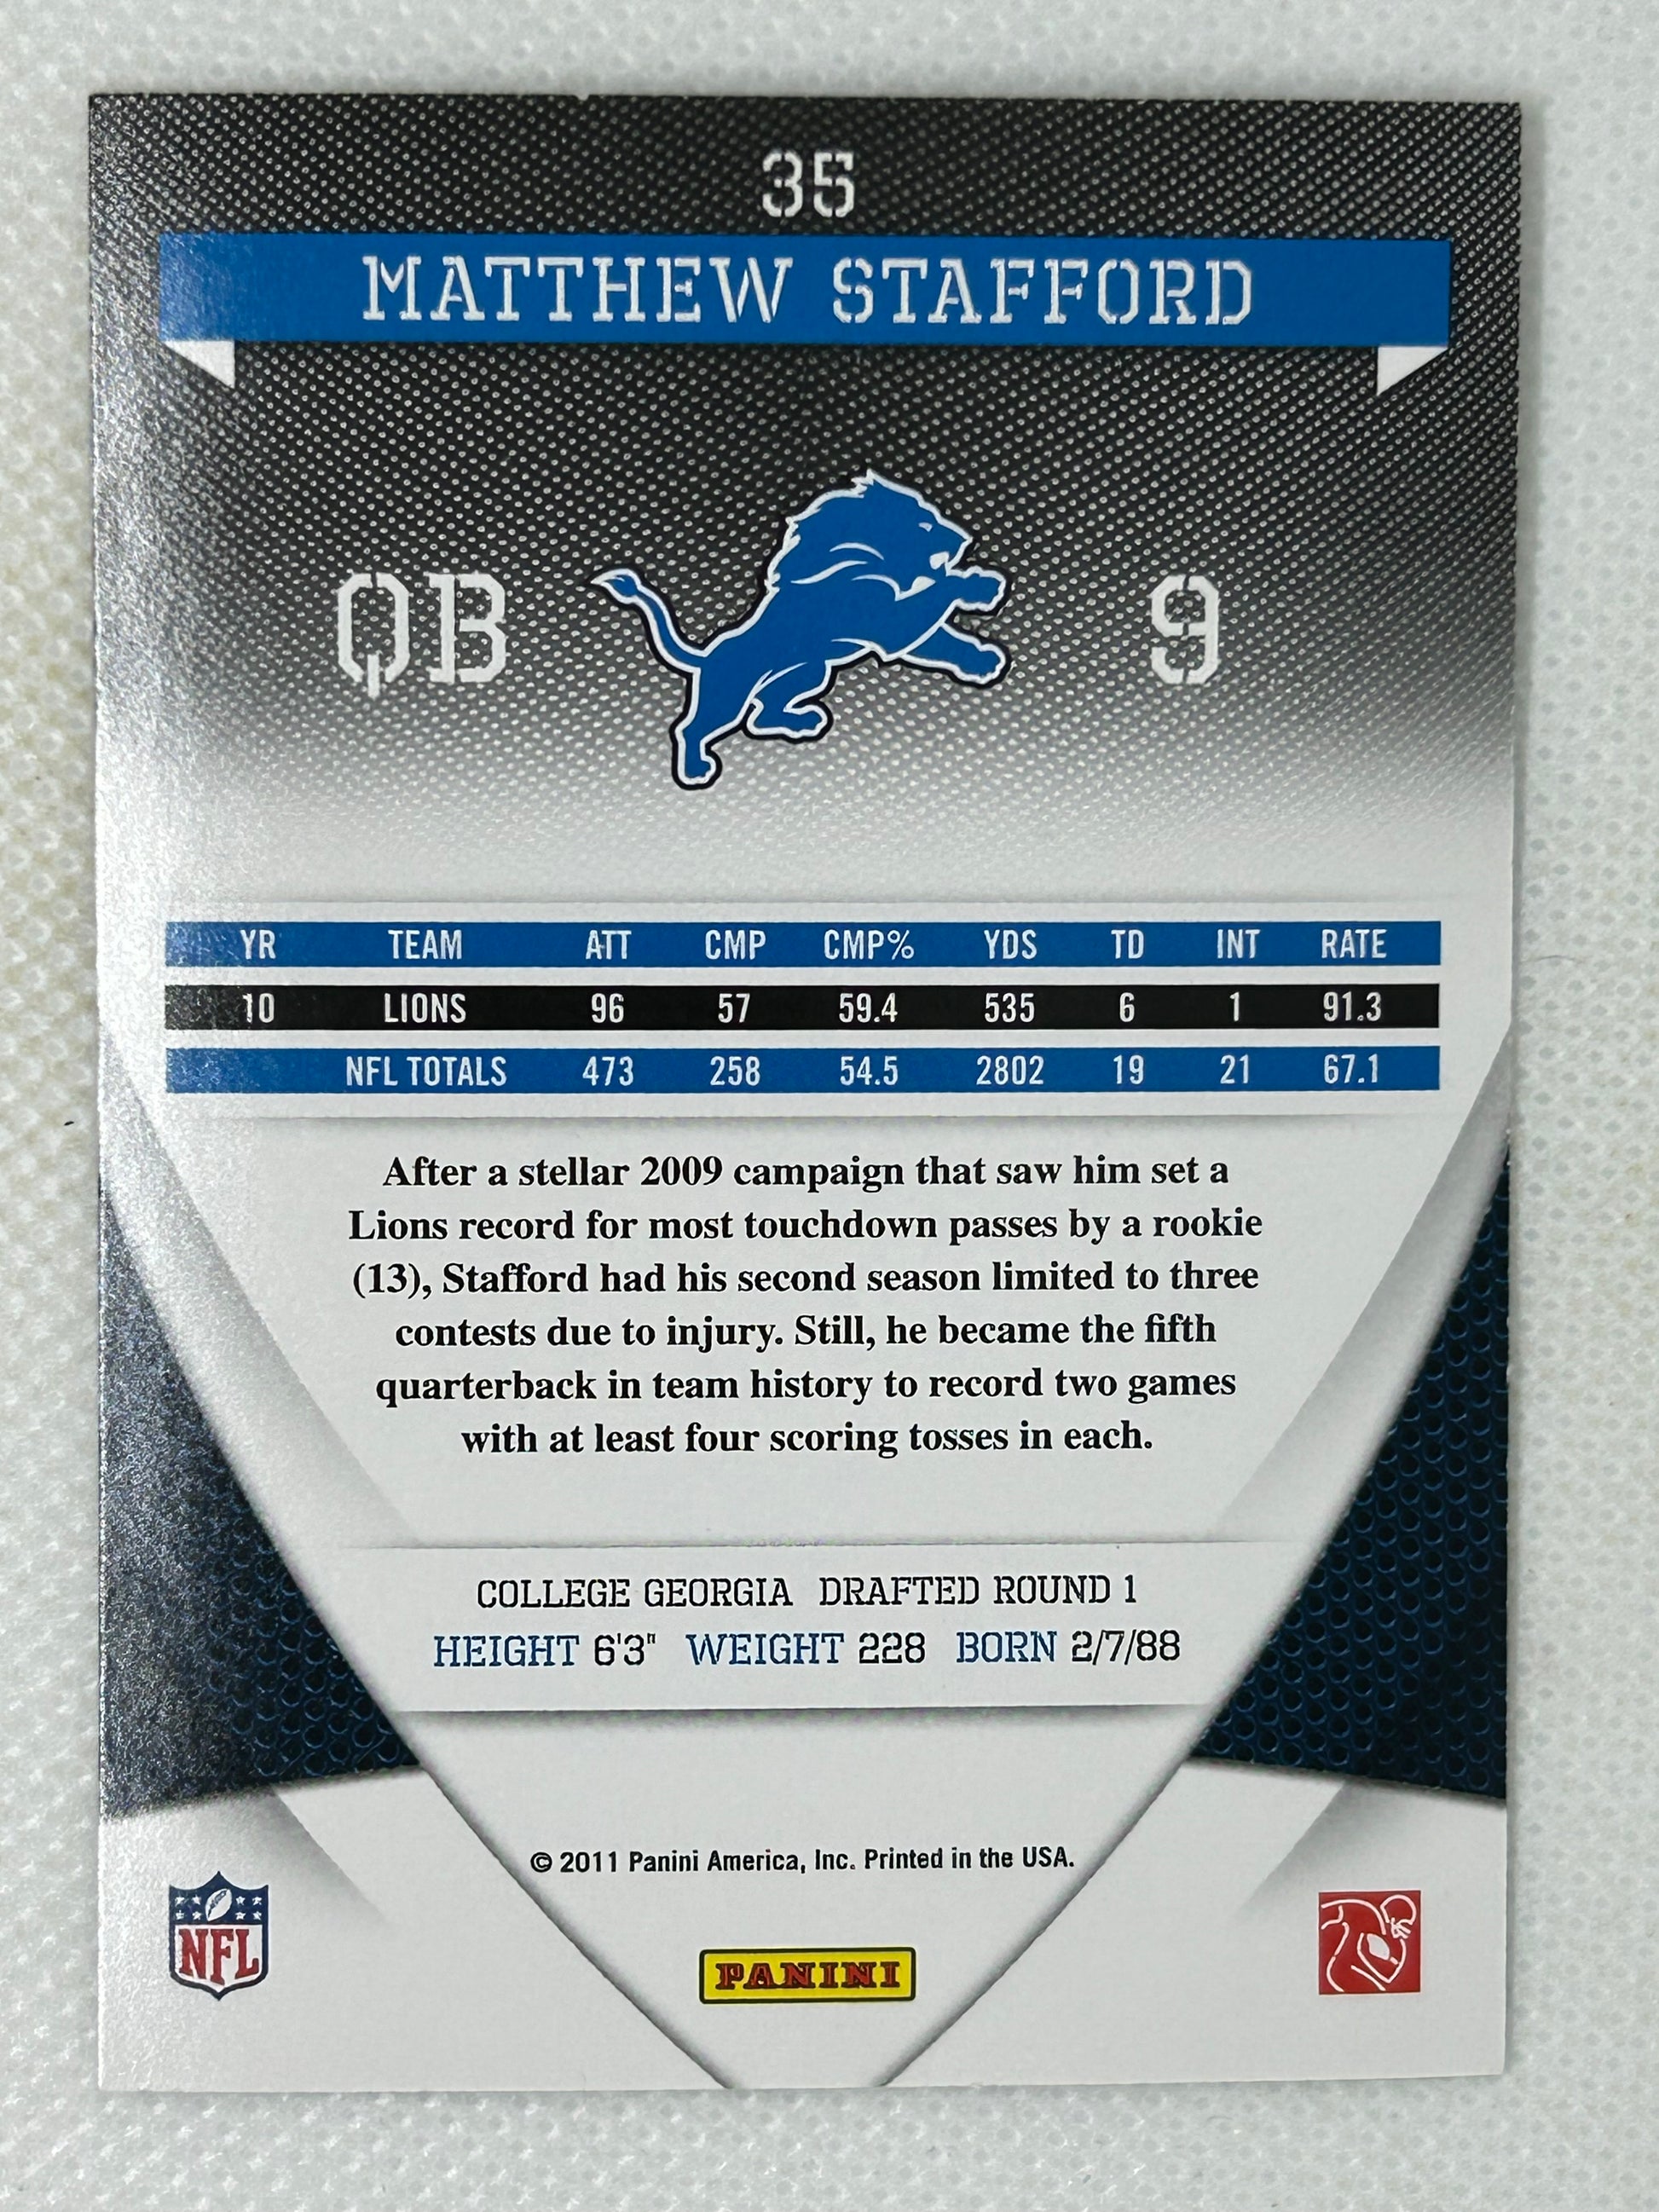 35
MATTHEW STAFFORD
QB 9
YR TEAM ATT CMP CMP% YDS TD INT RATE
10 LIONS 96 57 59.4 535 6 1 91.3
NFL TOTALS 473 258 54.5 2802 19 21 67.1
After a stellar 2009 campaign that saw him set a
Lions record for most touchdown passes by a rookie
(13), Stafford had his second season limited to three
contests due to injury. Still, he became the fifth
quarterback in team history to record two games
with at least four scoring tosses in each.
COLLEGE GEORGIA DRAFTED ROUND 1
HEIGHT 6'3" WEIGHT 228 BORN 2/7/88
© 2011 Panini America, Inc. Printed in the USA.
NFL
PANINI